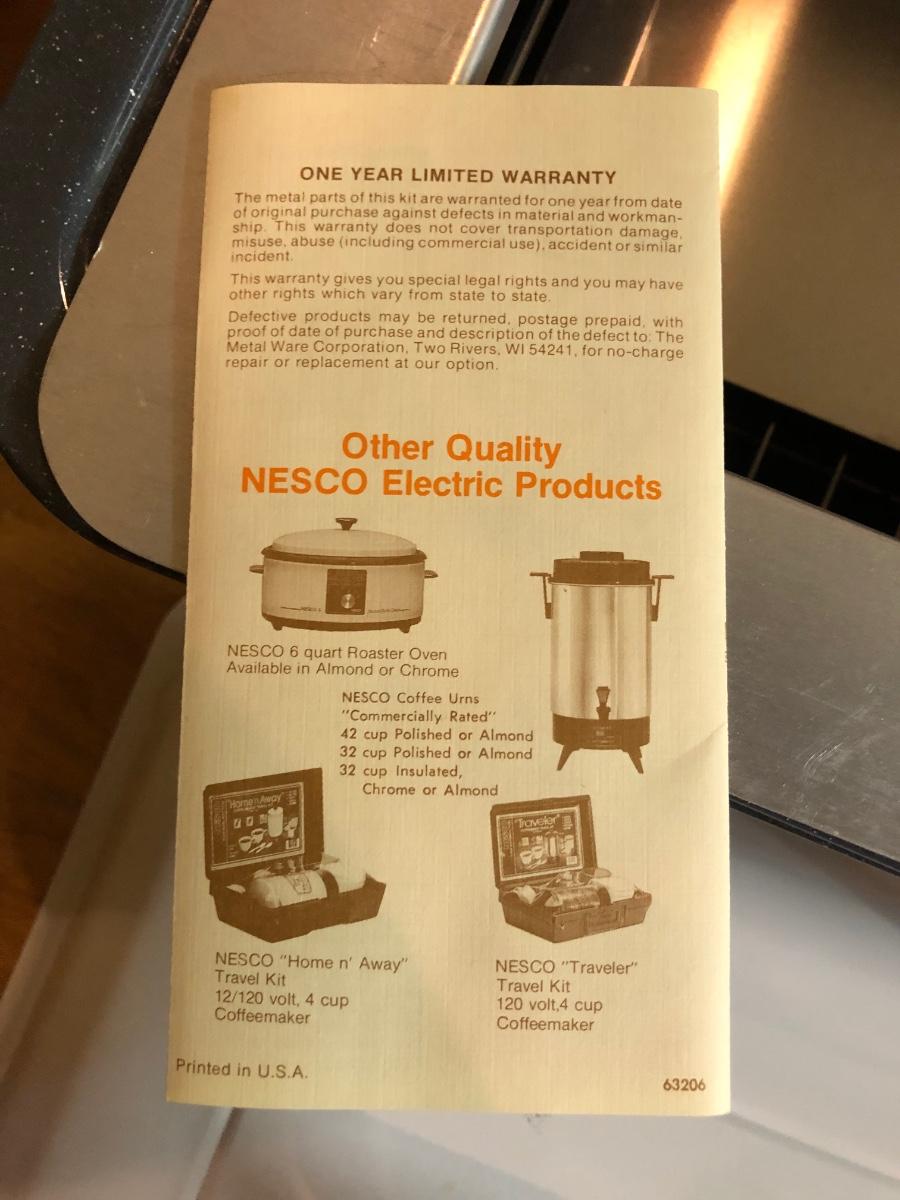 ONE YEAR LIMITED WARRANTY
The metal parts of this kit are warranted for one year from date
of original purchase against defects in material and workman-
ship. This warranty does not cover transportation damage,
misuse, abuse (including commercial use), accident or similar
incident.
This warranty gives you special legal rights and you may have
other rights which vary from state to state.
Defective products may be returned, postage prepaid, with
proof of date of purchase and description of the defect to: The
Metal Ware Corporation, Two Rivers, WI 54241, for no-charge
repair or replacement at our option.
Other Quality
NESCO Electric Products
NESCO 6 quart Roaster Oven
Available in Almond or Chrome
NESCO Coffee Urns
"Commercially Rated"
42 cup Polished or Almond
32 cup Polished or Almond
32 cup Insulated,
Chrome or Almond
"Home n' Away"
"Traveler"
NESCO "Home n' Away"
Travel Kit
12/120 volt, 4 cup
Coffeemaker
NESCO "Traveler"
Travel Kit
120 volt,4 cup
Coffeemaker
Printed in U.S.A.
63206